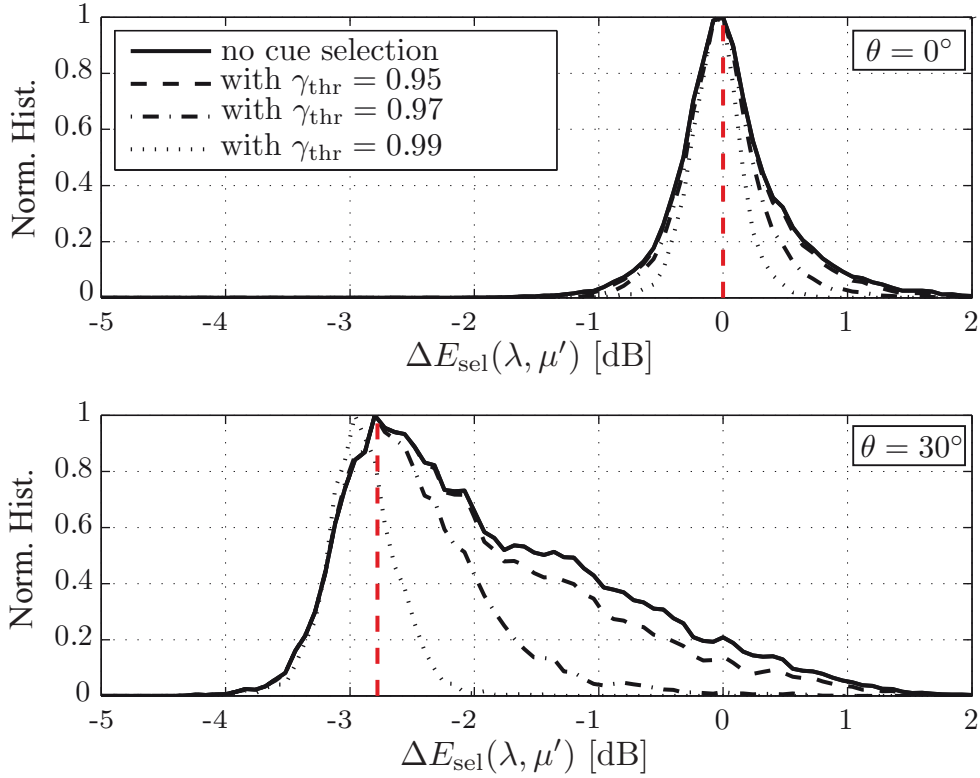 1
0.8
0.6
0.4
0.2
0
Norm. Hist.
no cue selection
with γthr = 0.95
with γthr = 0.97
with γthr = 0.99
θ = 0°
-5 -4 -3 -2 -1 0 1 2
ΔEsel(λ, μ′) [dB]
1
0.8
0.6
0.4
0.2
0
Norm. Hist.
θ = 30°
-5 -4 -3 -2 -1 0 1 2
ΔEsel(λ, μ′) [dB]